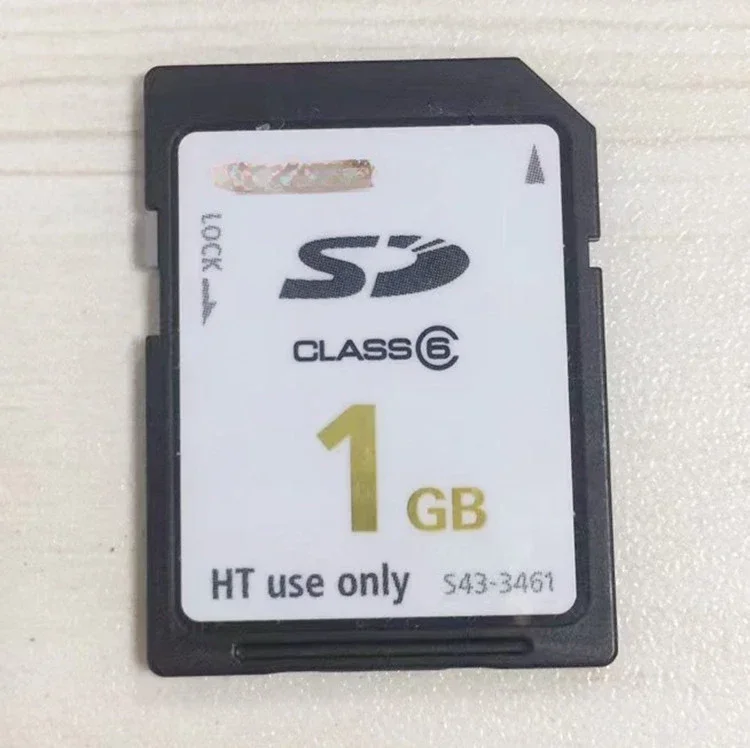 LOCK
SD
CLASS 6
1 GB
HT use only S43-3461